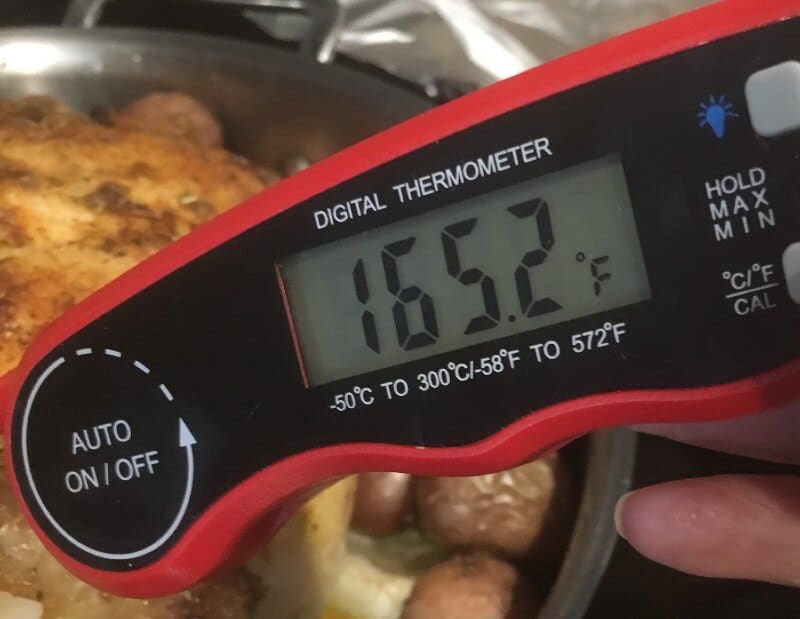 DIGITAL THERMOMETER
165.2 °F
-50°C TO 300°C/-58°F TO 572°F
AUTO
ON / OFF
HOLD
MAX
MIN
°C/°F
CAL